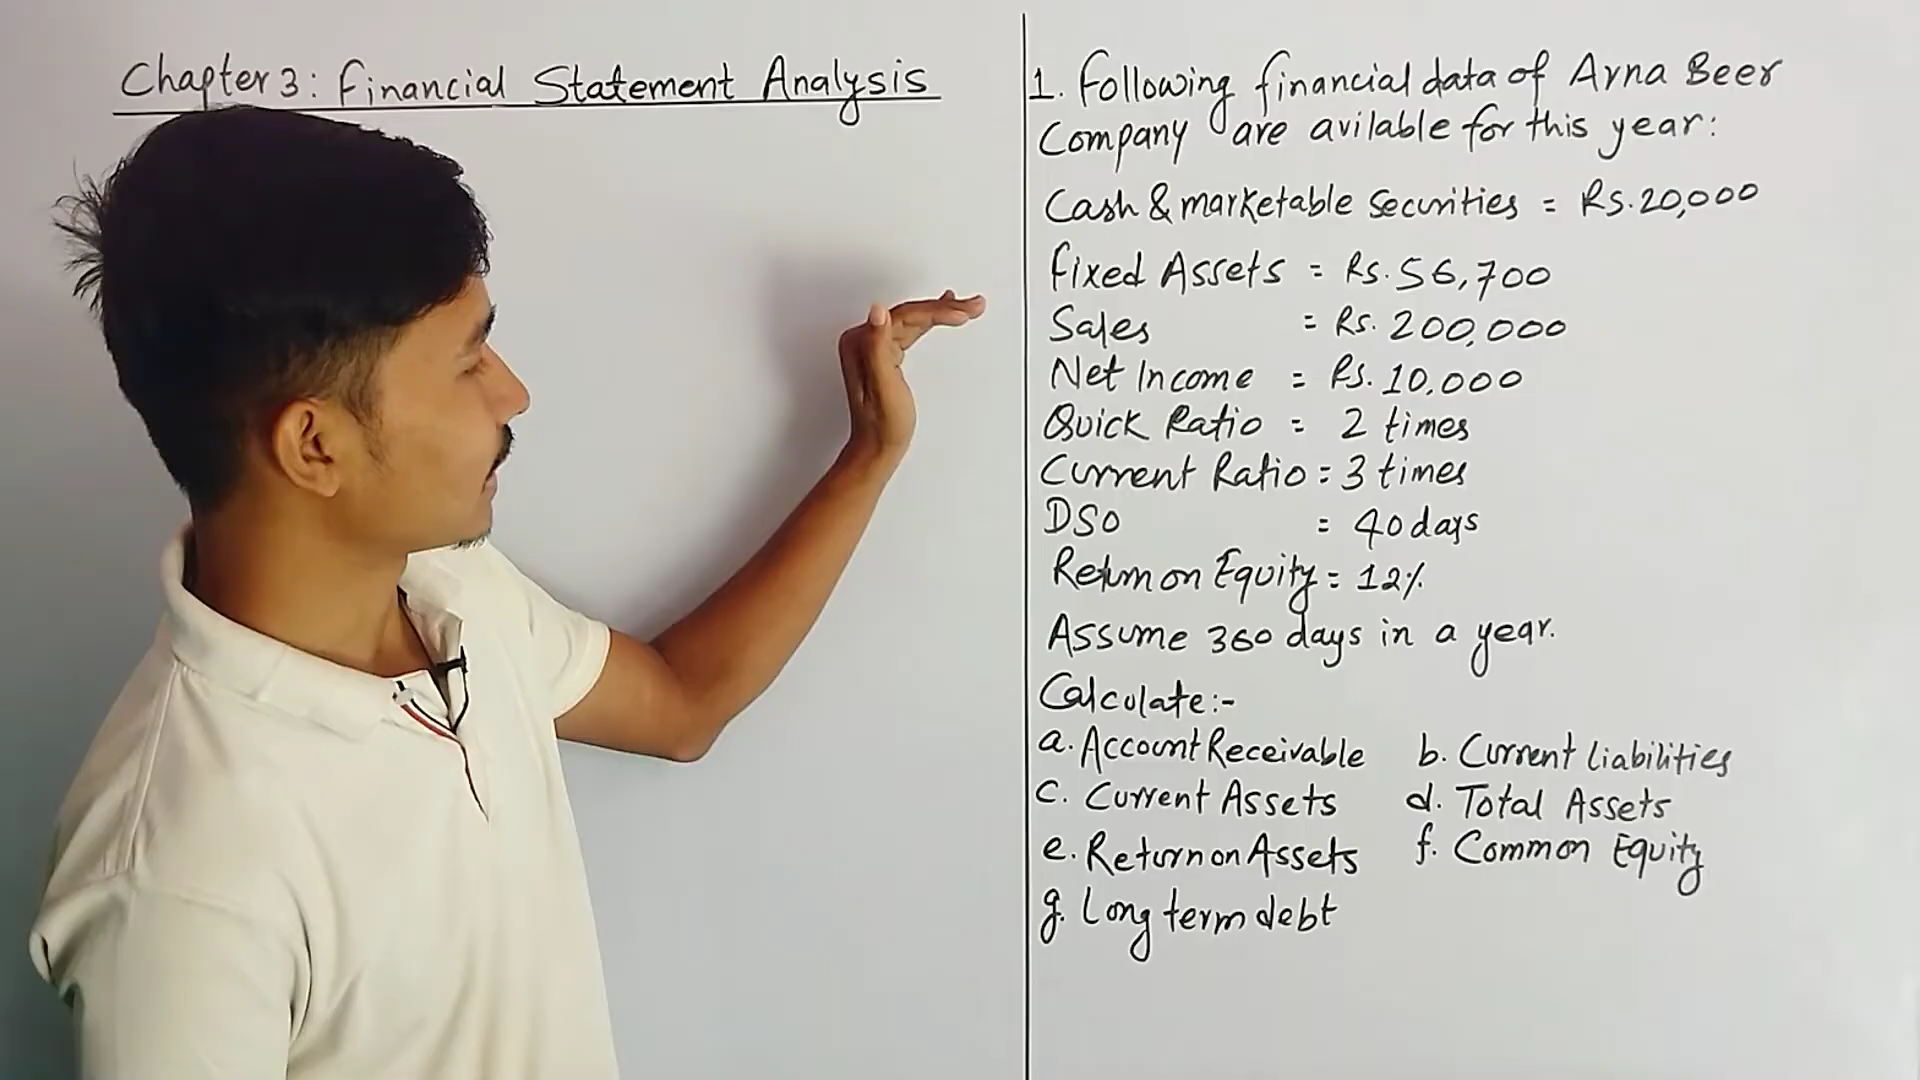 Chapter 3: Financial Statement Analysis
1. Following financial data of Arna Beer
Company are avilable for this year:
Cash & marketable securities = Rs.20,000
Fixed Assets = Rs.56,700
Sales = Rs. 200,000
Net Income = Rs. 10,000
Quick Ratio = 2 times
Current Ratio = 3 times
DSO = 40 days
Return on Equity = 12%
Assume 360 days in a year.
Calculate:-
a. Account Receivable b. Current liabilities
c. Current Assets d. Total Assets
e. Return on Assets f. Common Equity
g. Long term debt